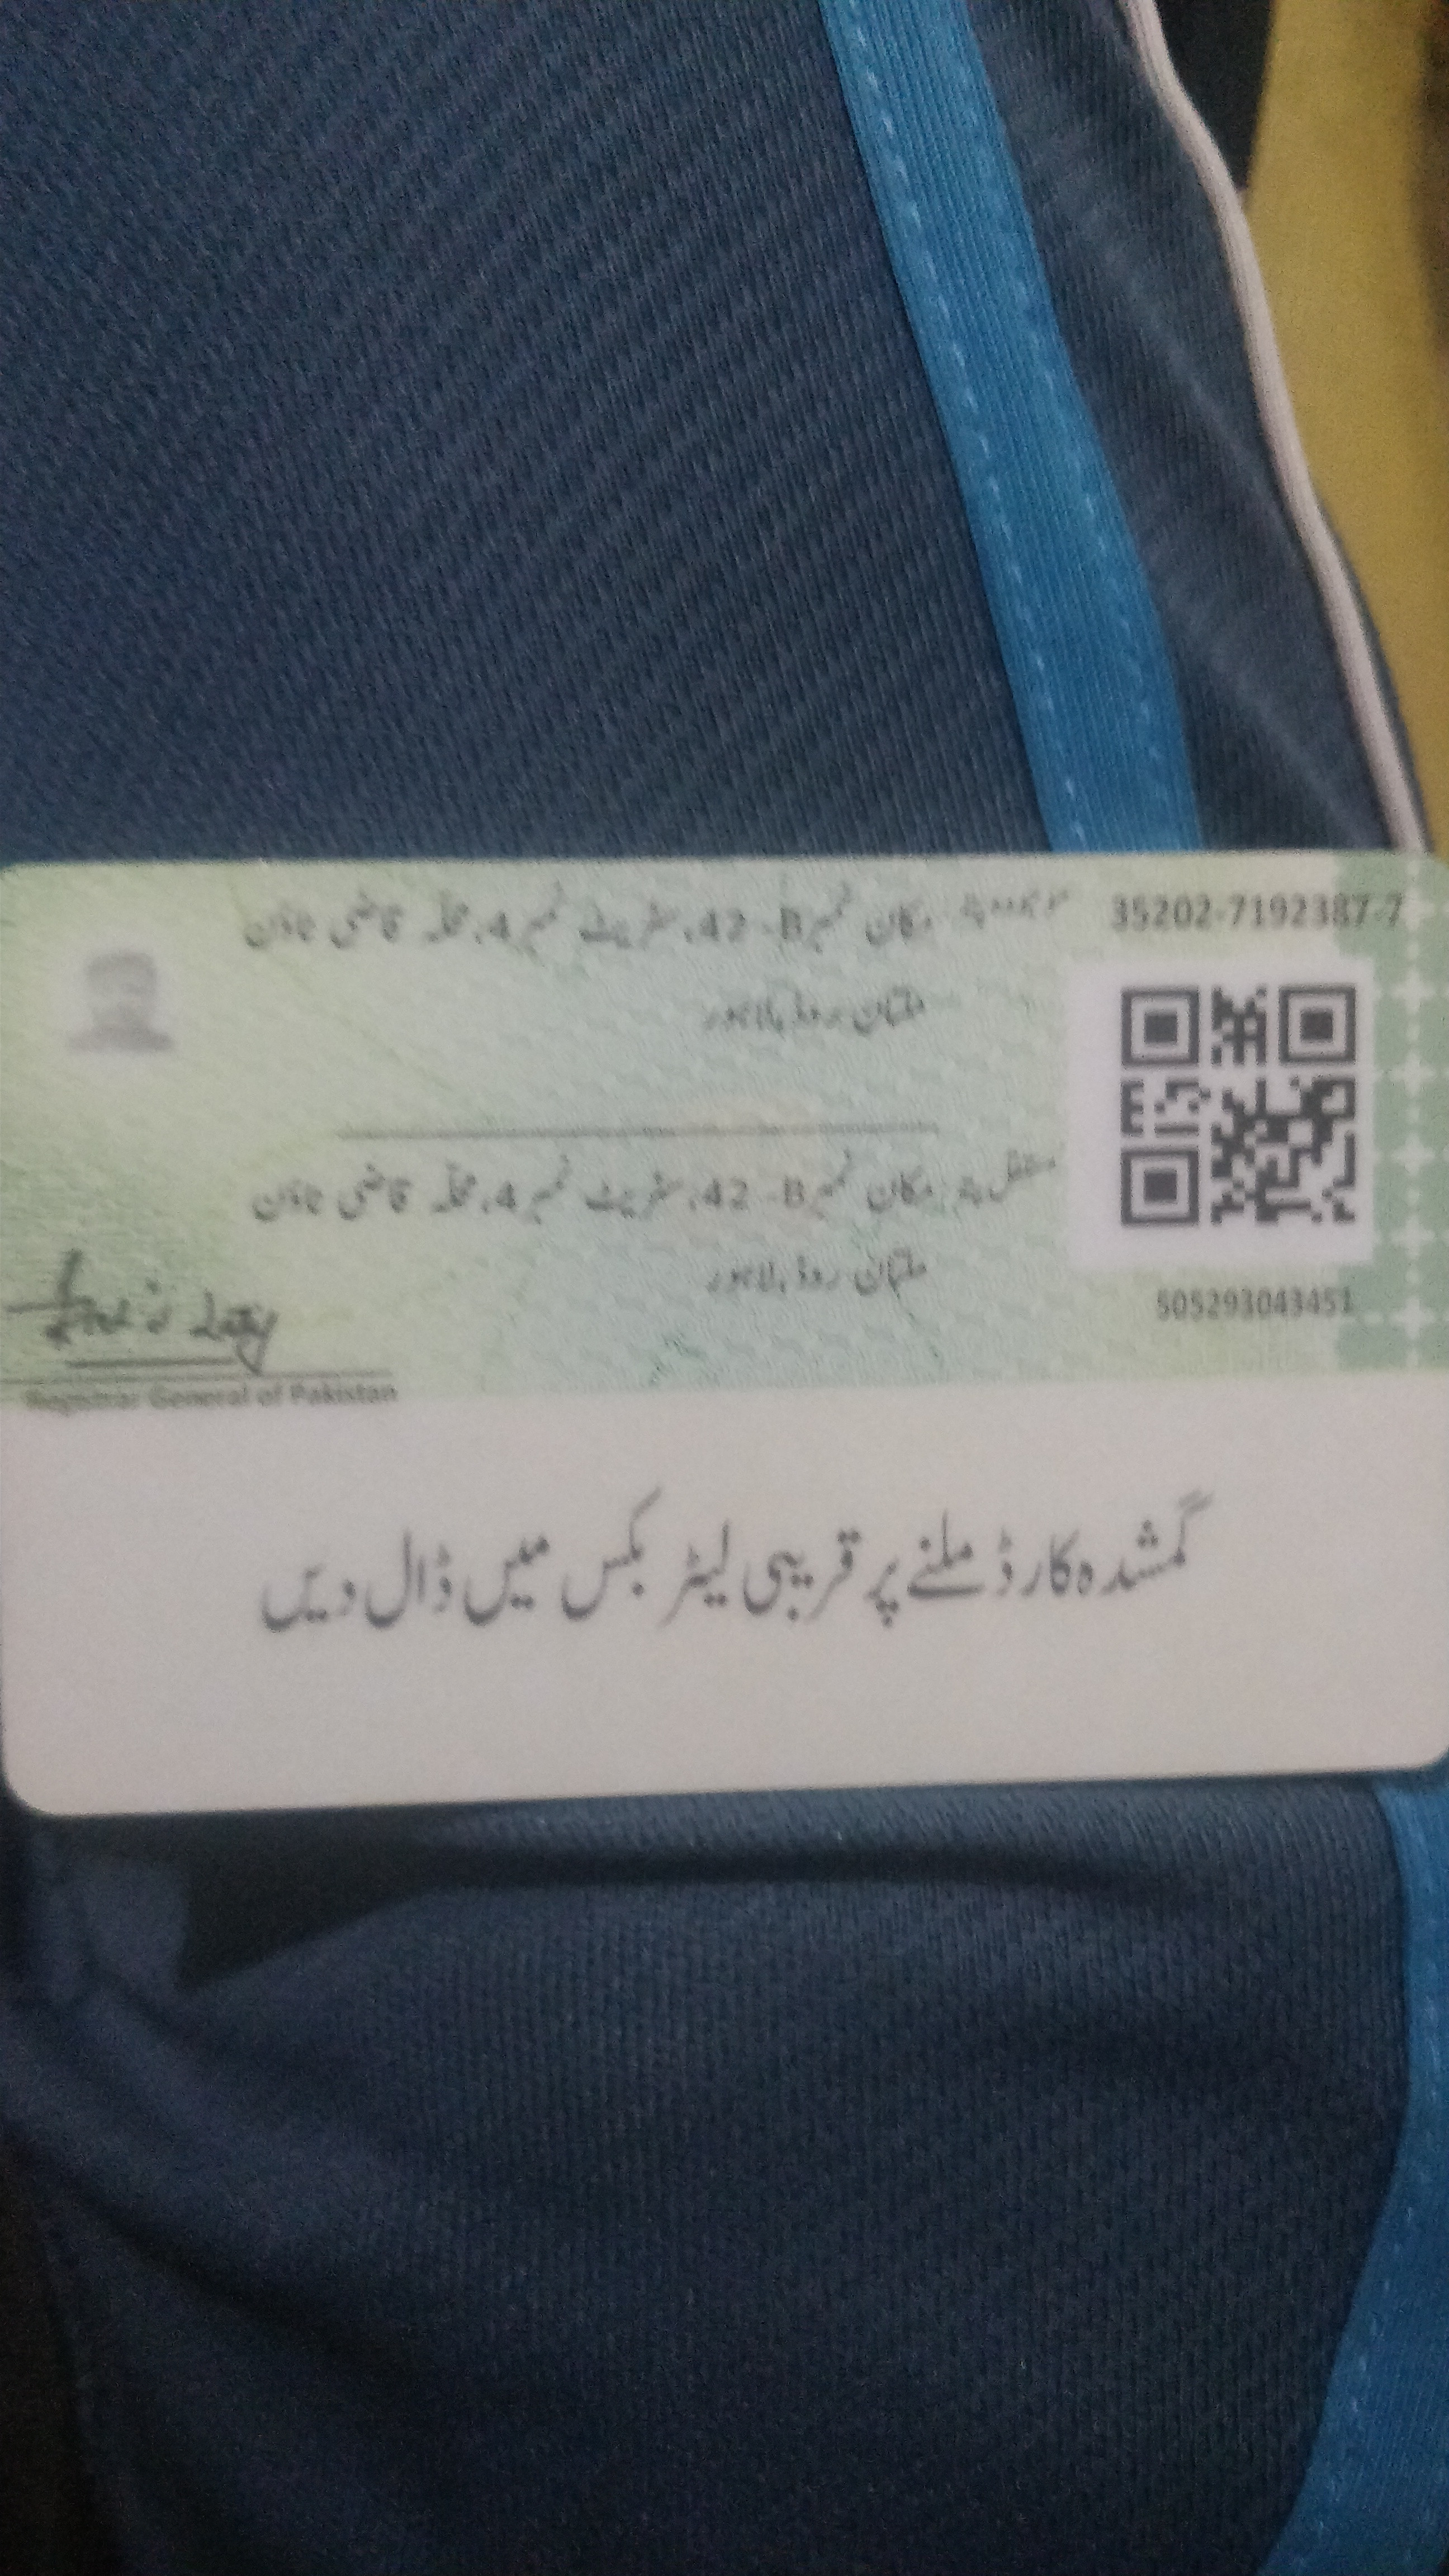 35202-7192387-7
موجودہ پتہ: مکان نمبر B-42، سٹریٹ نمبر 4، محلہ قاضی ٹاؤن
ملتان روڈ، لاہور
مستقل پتہ: مکان نمبر B-42، سٹریٹ نمبر 4، محلہ قاضی ٹاؤن
ملتان روڈ، لاہور
505293043451
Registrar General of Pakistan
گمشدہ کارڈ ملنے پر قریبی لیٹر بکس میں ڈال دیں